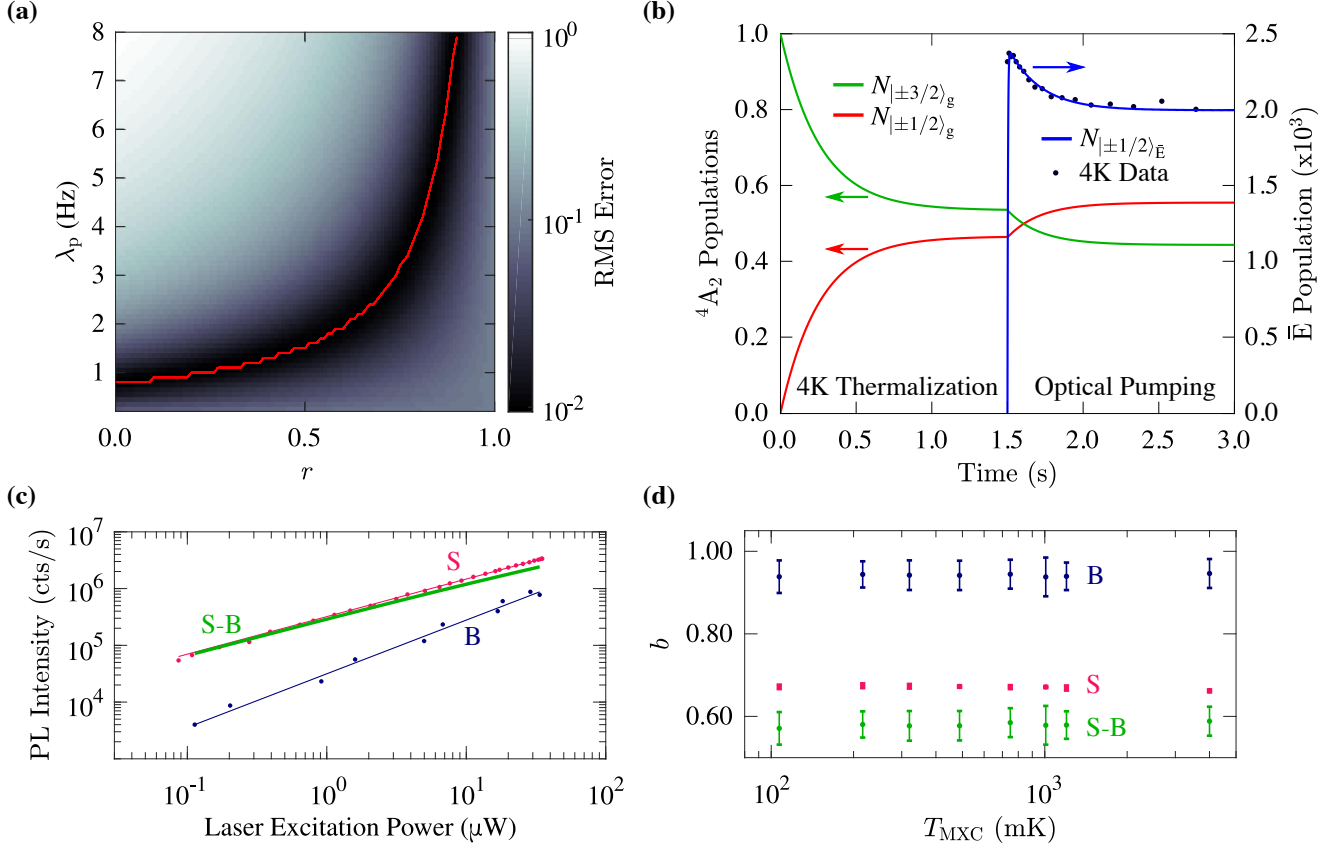 (a)
8
7
6
5
4
3
2
1
λp (Hz)
0.0
0.5
1.0
r
10^0
10^-1
10^-2
RMS Error
(b)
1.0
0.8
0.6
0.4
0.2
0.0
⁴A₂ Populations
N|±3/2⟩g
N|±1/2⟩g
N|±1/2⟩Ē
4K Data
4K Thermalization
Optical Pumping
2.5
2.0
1.5
1.0
0.5
0.0
Ē Population (x10³)
0.0
0.5
1.0
1.5
2.0
2.5
3.0
Time (s)
(c)
10^7
10^6
10^5
10^4
PL Intensity (cts/s)
S
S-B
B
10^-1
10^0
10^1
10^2
Laser Excitation Power (μW)
(d)
1.00
0.80
0.60
b
B
S
S-B
10^2
10^3
T_MXC (mK)